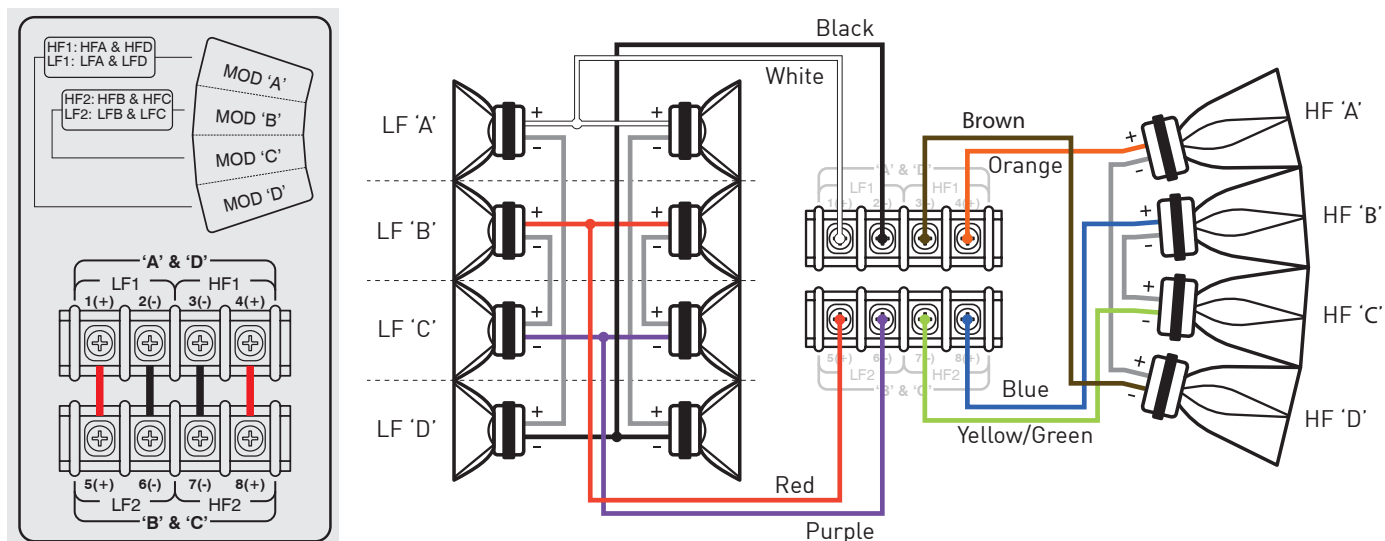 HF1: HFA & HFD
LF1: LFA & LFD
HF2: HFB & HFC
LF2: LFB & LFC
MOD ‘A’
MOD ‘B’
MOD ‘C’
MOD ‘D’
‘A’ & ‘D’
LF1 HF1
1(+) 2(-) 3(-) 4(+)
5(+) 6(-) 7(-) 8(+)
LF2 HF2
‘B’ & ‘C’
Black
White
LF ‘A’
+ +
- -
LF ‘B’
+ +
- -
LF ‘C’
+ +
- -
LF ‘D’
+ +
- -
Brown
Orange
‘A’ & ‘D’
LF1 HF1
1(+) 2(-) 3(-) 4(+)
5(+) 6(-) 7(-) 8(+)
LF2 HF2
‘B’ & ‘C’
Blue
Yellow/Green
Red
Purple
HF ‘A’
+
-
HF ‘B’
+
-
HF ‘C’
+
-
HF ‘D’
+
-